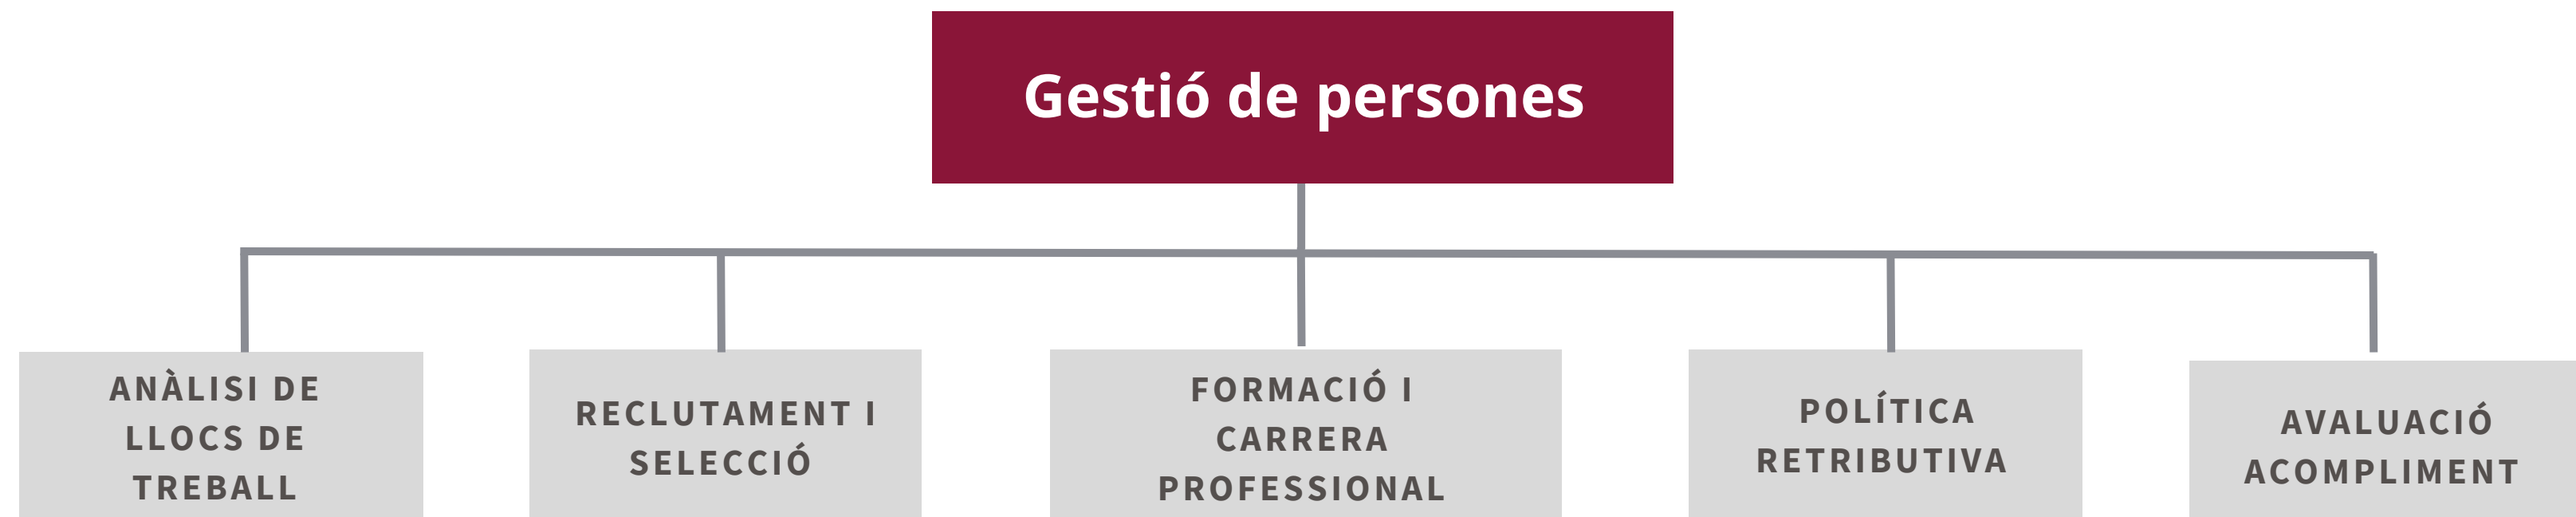 Gestió de persones
ANÀLISI DE
LLOCS DE
TREBALL
RECLUTAMENT I
SELECCIÓ
FORMACIÓ I
CARRERA
PROFESSIONAL
POLÍTICA
RETRIBUTIVA
AVALUACIÓ
ACOMPLIMENT